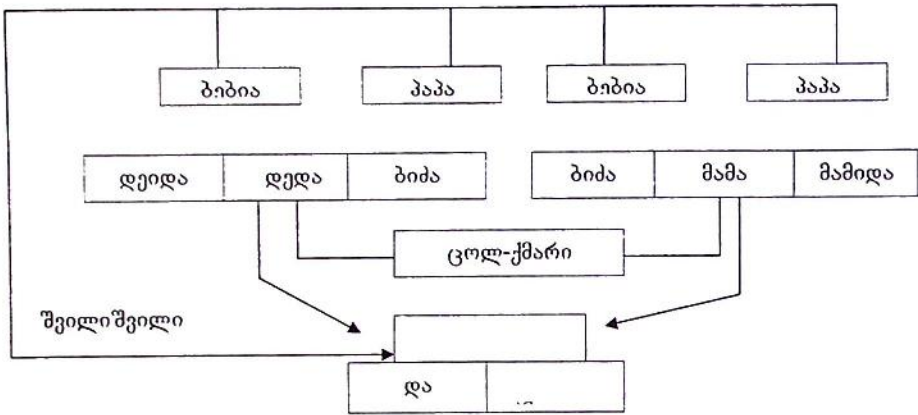 ბებია პაპა ბებია პაპა
დეიდა დედა ბიძა ბიძა მამა მამიდა
ცოლ-ქმარი
შვილიშვილი
და